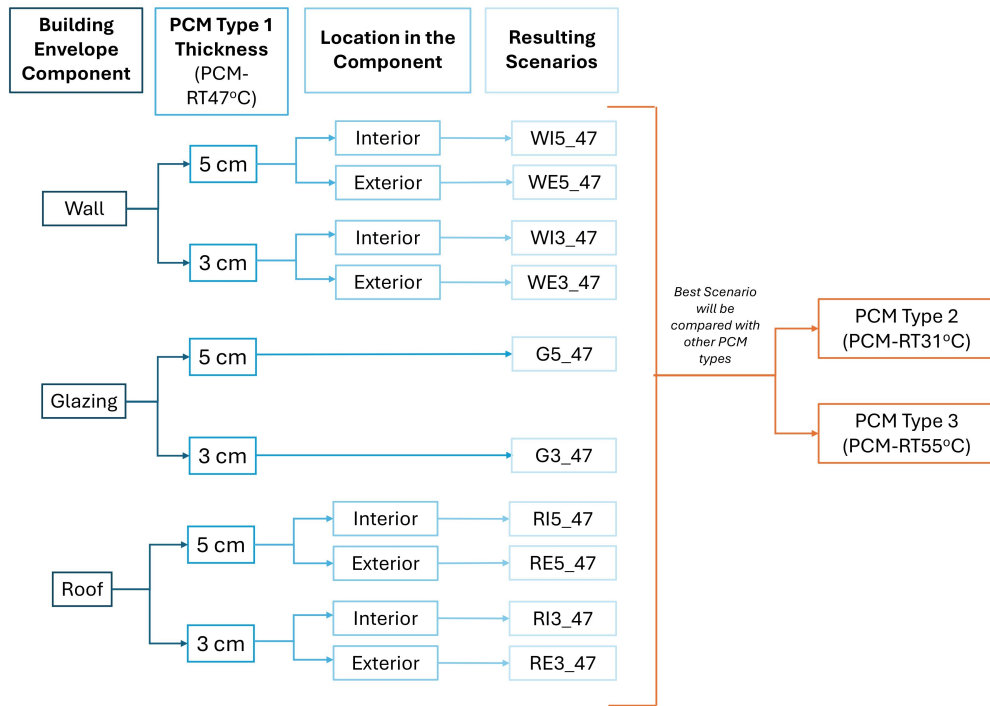 Building
Envelope
Component
PCM Type 1
Thickness
(PCM-
RT47°C)
Location in the
Component
Resulting
Scenarios
Wall
5 cm
Interior
WI5_47
Exterior
WE5_47
3 cm
Interior
WI3_47
Exterior
WE3_47
Glazing
5 cm
G5_47
3 cm
G3_47
Roof
5 cm
Interior
RI5_47
Exterior
RE5_47
3 cm
Interior
RI3_47
Exterior
RE3_47
Best Scenario
will be
compared with
other PCM
types
PCM Type 2
(PCM-RT31°C)
PCM Type 3
(PCM-RT55°C)